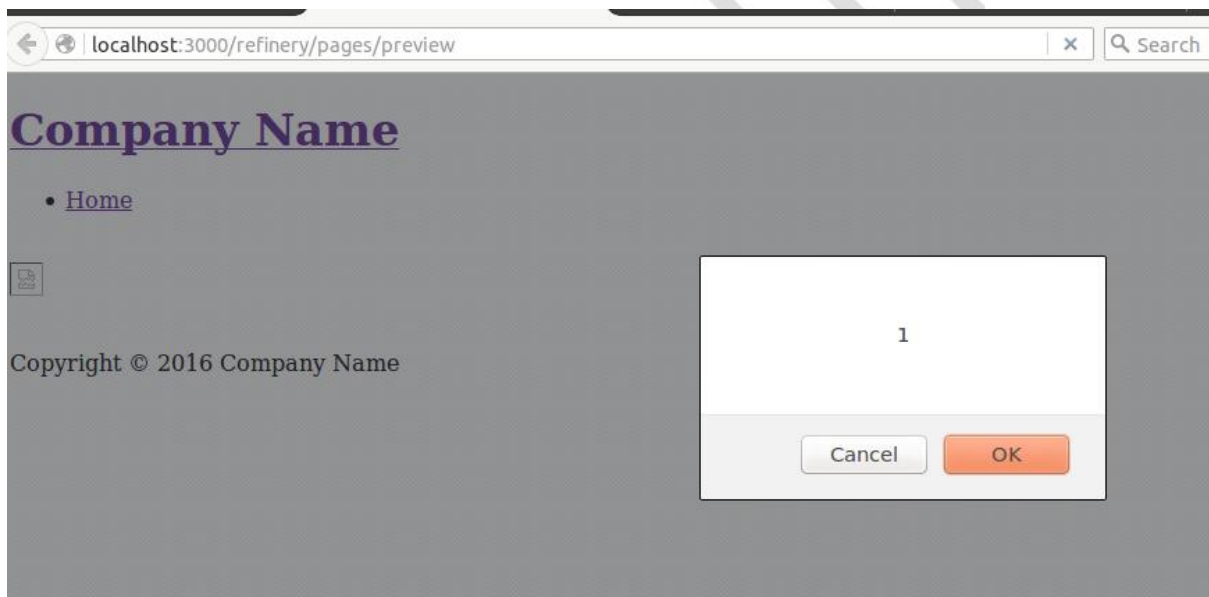 localhost:3000/refinery/pages/preview
Search
Company Name
Home
1
Copyright © 2016 Company Name
Cancel
OK